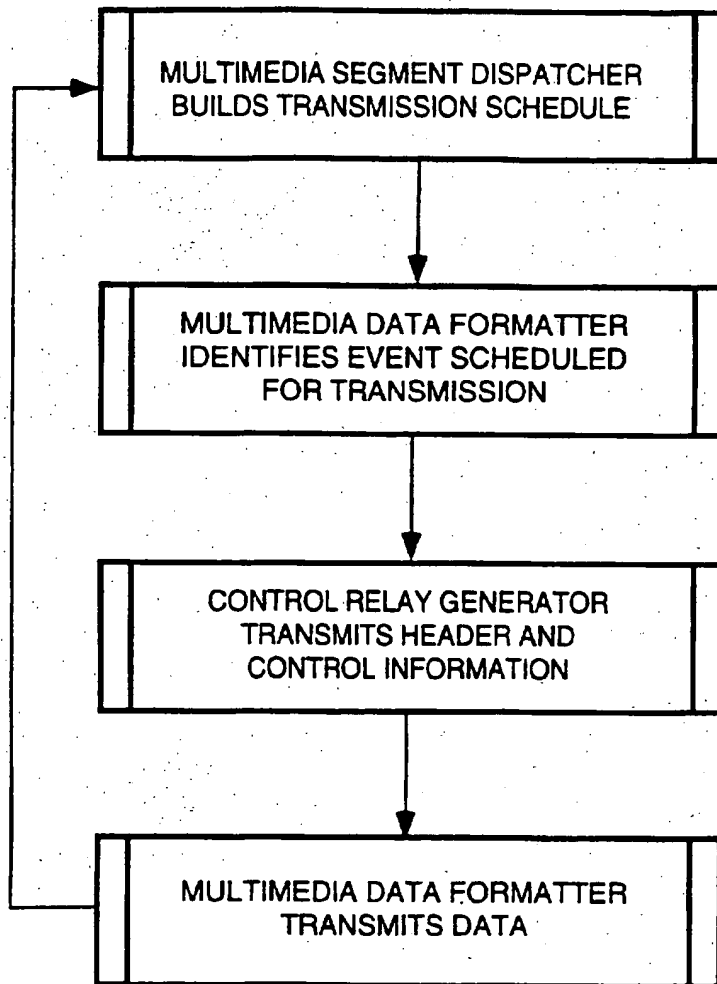 MULTIMEDIA SEGMENT DISPATCHER
BUILDS TRANSMISSION SCHEDULE
MULTIMEDIA DATA FORMATTER
IDENTIFIES EVENT SCHEDULED
FOR TRANSMISSION
CONTROL RELAY GENERATOR
TRANSMITS HEADER AND
CONTROL INFORMATION
MULTIMEDIA DATA FORMATTER
TRANSMITS DATA